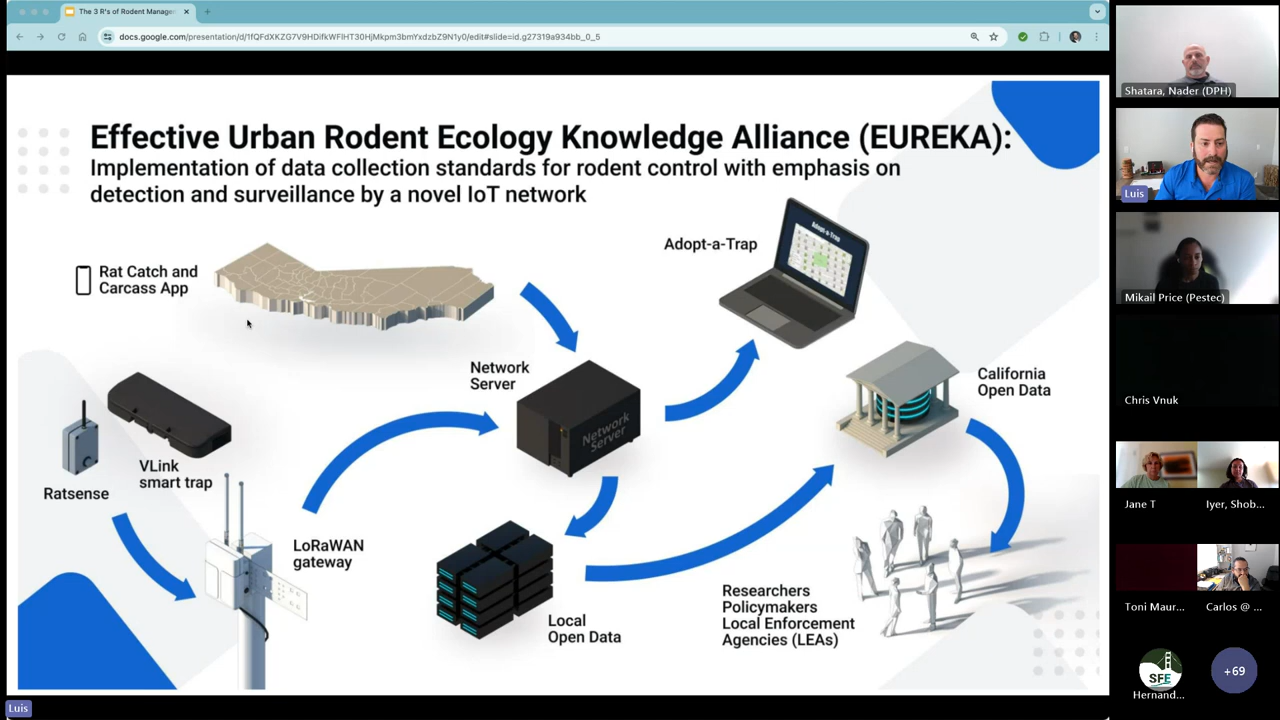 The 3 R's of Rodent Manage
docs.google.com/presentation/d/1fQFdXKZG7V9HDifkWFIHT30HjMkpm3bmYxdzbZ9N1y0/edit#slide=id.g27319a934bb_0_5
Effective Urban Rodent Ecology Knowledge Alliance (EUREKA):
Implementation of data collection standards for rodent control with emphasis on
detection and surveillance by a novel IoT network
Rat Catch and
Carcass App
Adopt-a-Trap
Adopt-a-Trap
Network
Server
Network
Server
California
Open Data
VLink
smart trap
Ratsense
LoRaWAN
gateway
Local
Open Data
Researchers
Policymakers
Local Enforcement
Agencies (LEAs)
Luis
Shatara, Nader (DPH)
Luis
Mikail Price (Pestec)
Chris Vnuk
Jane T
Iyer, Shob...
Toni Maur...
Carlos @ ...
SFE
Hernand...
+69